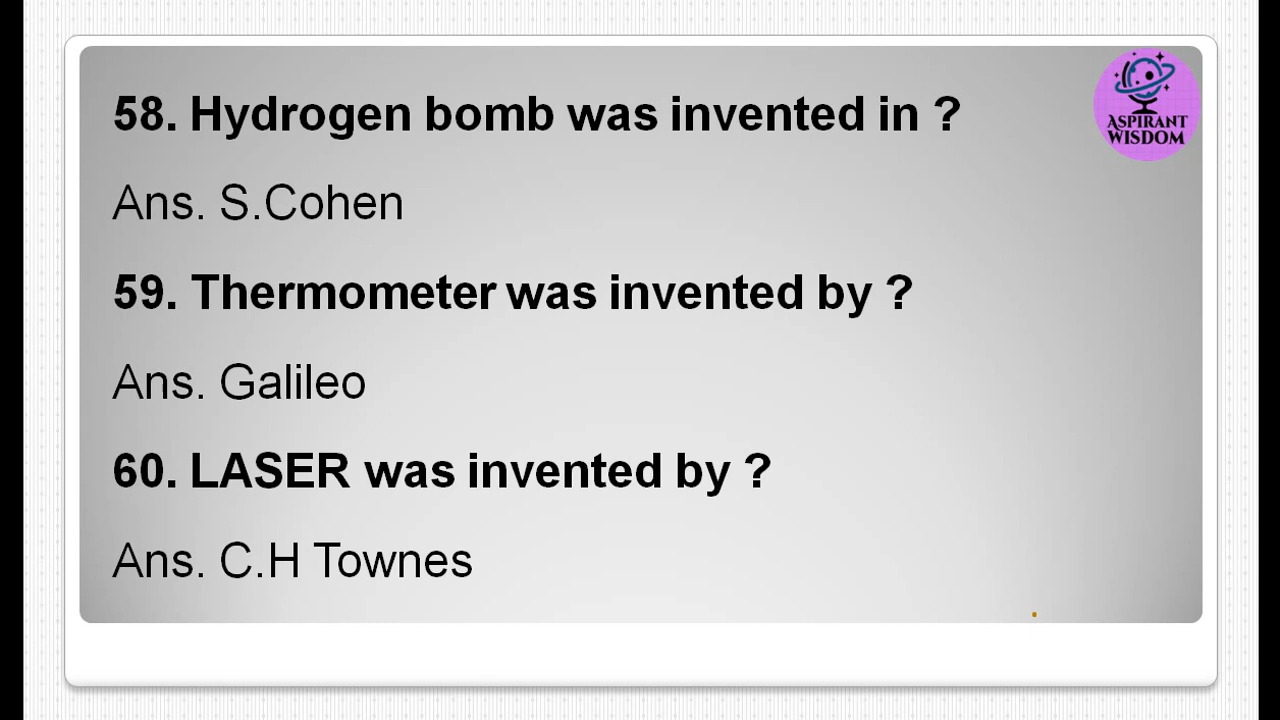 58. Hydrogen bomb was invented in ?
ASPIRANT
WISDOM
Ans. S.Cohen
59. Thermometer was invented by ?
Ans. Galileo
60. LASER was invented by ?
Ans. C.H Townes